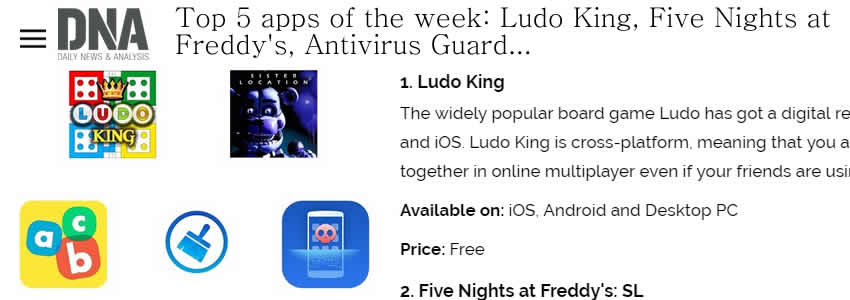 DNA
DAILY NEWS & ANALYSIS
Top 5 apps of the week: Ludo King, Five Nights at
Freddy's, Antivirus Guard...
LUDO
KING
SISTER
LOCATION
a
c
b
1. Ludo King
The widely popular board game Ludo has got a digital re
and iOS. Ludo King is cross-platform, meaning that you a
together in online multiplayer even if your friends are usi
Available on: iOS, Android and Desktop PC
Price: Free
2. Five Nights at Freddy's: SL